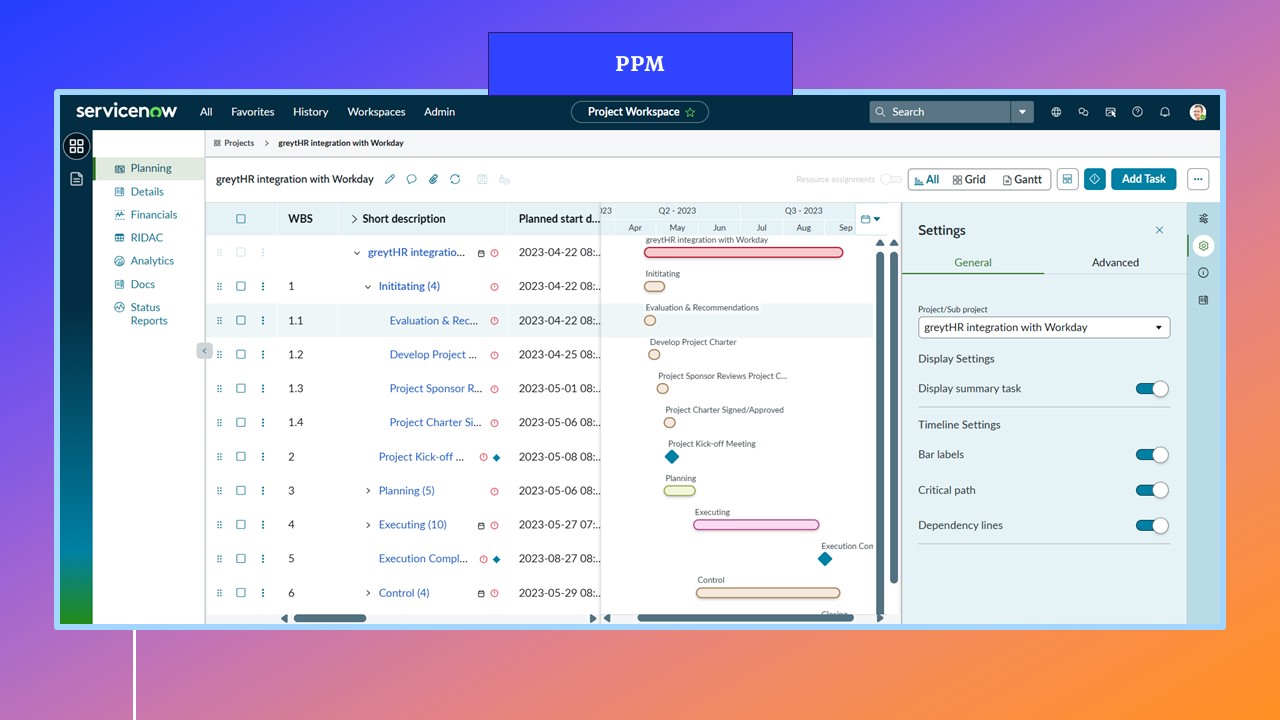 PPM
servicenow
All Favorites History Workspaces Admin
Project Workspace
Search
Projects > greytHR integration with Workday
Planning
Details
Financials
RIDAC
Analytics
Docs
Status
Reports
greytHR integration with Workday
Resource assignments
All Grid Gantt
Add Task
WBS Short description Planned start d...
Q2 - 2023 Q3 - 2023
Apr May Jun Jul Aug Sep
greytHR integratio... 2023-04-22 08:..
1 Inititating (4) 2023-04-22 08:..
1.1 Evaluation & Rec... 2023-04-22 08:..
1.2 Develop Project ... 2023-04-25 08:..
1.3 Project Sponsor R... 2023-05-01 08:..
1.4 Project Charter Si... 2023-05-06 08:..
2 Project Kick-off ... 2023-05-08 08:..
3 Planning (5) 2023-05-06 08:..
4 Executing (10) 2023-05-27 07:..
5 Execution Compl... 2023-08-27 08:..
6 Control (4) 2023-05-29 08:..
greytHR integration with Workday
Inititating
Evaluation & Recommendations
Develop Project Charter
Project Sponsor Reviews Project C...
Project Charter Signed/Approved
Project Kick-off Meeting
Planning
Executing
Execution Con
Control
Settings
General Advanced
Project/Sub project
greytHR integration with Workday
Display Settings
Display summary task
Timeline Settings
Bar labels
Critical path
Dependency lines